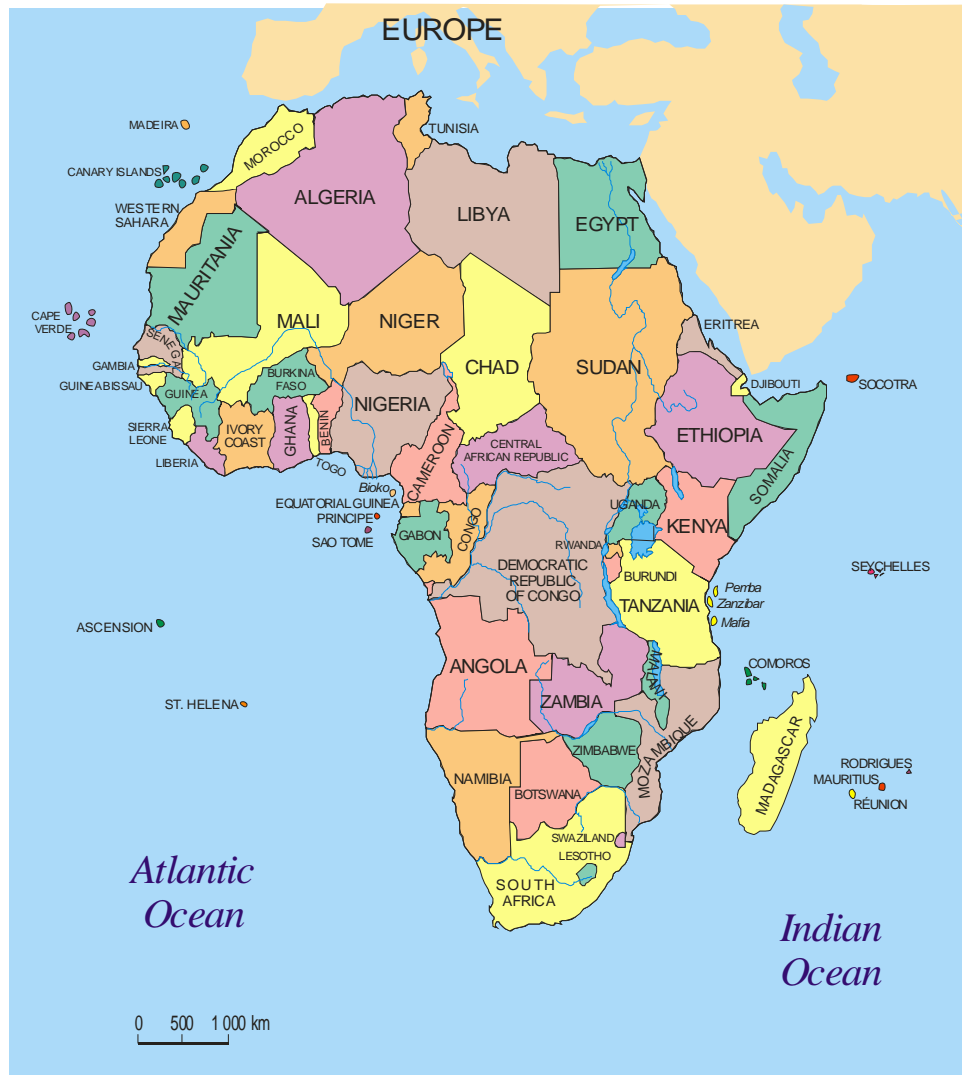 EUROPE
MADEIRA
TUNISIA
MOROCCO
CANARY ISLANDS
ALGERIA
LIBYA
EGYPT
WESTERN
SAHARA
MAURITANIA
CAPE
VERDE
MALI
NIGER
CHAD
SUDAN
ERITREA
SENEGAL
GAMBIA
GUINEA BISSAU
GUINEA
BURKINA
FASO
DJIBOUTI
SOCOTRA
SIERRA
LEONE
LIBERIA
IVORY
COAST
GHANA
TOGO
BENIN
NIGERIA
CAMEROON
CENTRAL
AFRICAN REPUBLIC
ETHIOPIA
SOMALIA
Bioko
EQUATORIAL GUINEA
PRINCIPE
SAO TOME
GABON
CONGO
UGANDA
KENYA
RWANDA
DEMOCRATIC
REPUBLIC
OF CONGO
BURUNDI
TANZANIA
SEYCHELLES
Pemba
Zanzibar
Mafia
ASCENSION
ANGOLA
ZAMBIA
COMOROS
ST. HELENA
ZIMBABWE
MOZAMBIQUE
MADAGASCAR
RODRIGUES
MAURITIUS
RÉUNION
NAMIBIA
BOTSWANA
SWAZILAND
LESOTHO
SOUTH
AFRICA
Atlantic
Ocean
Indian
Ocean
0 500 1 000 km